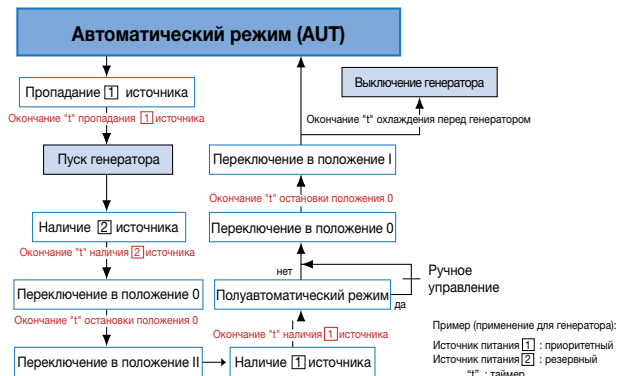 Автоматический режим (AUT)
Пропадание 1 источника
Окончание "t" пропадания 1 источника
Пуск генератора
Наличие 2 источника
Окончание "t" наличия 2 источника
Переключение в положение 0
Окончание "t" остановки положения 0
Переключение в положение II
Наличие 1 источника
Окончание "t" наличия 1 источника
Полуавтоматический режим
нет
да
Ручное
управление
Переключение в положение 0
Окончание "t" остановки положения 0
Переключение в положение I
Окончание "t" охлаждения перед генератором
Выключение генератора
Пример (применение для генератора):
Источник питания 1 : приоритетный
Источник питания 2 : резервный
"t" : таймер